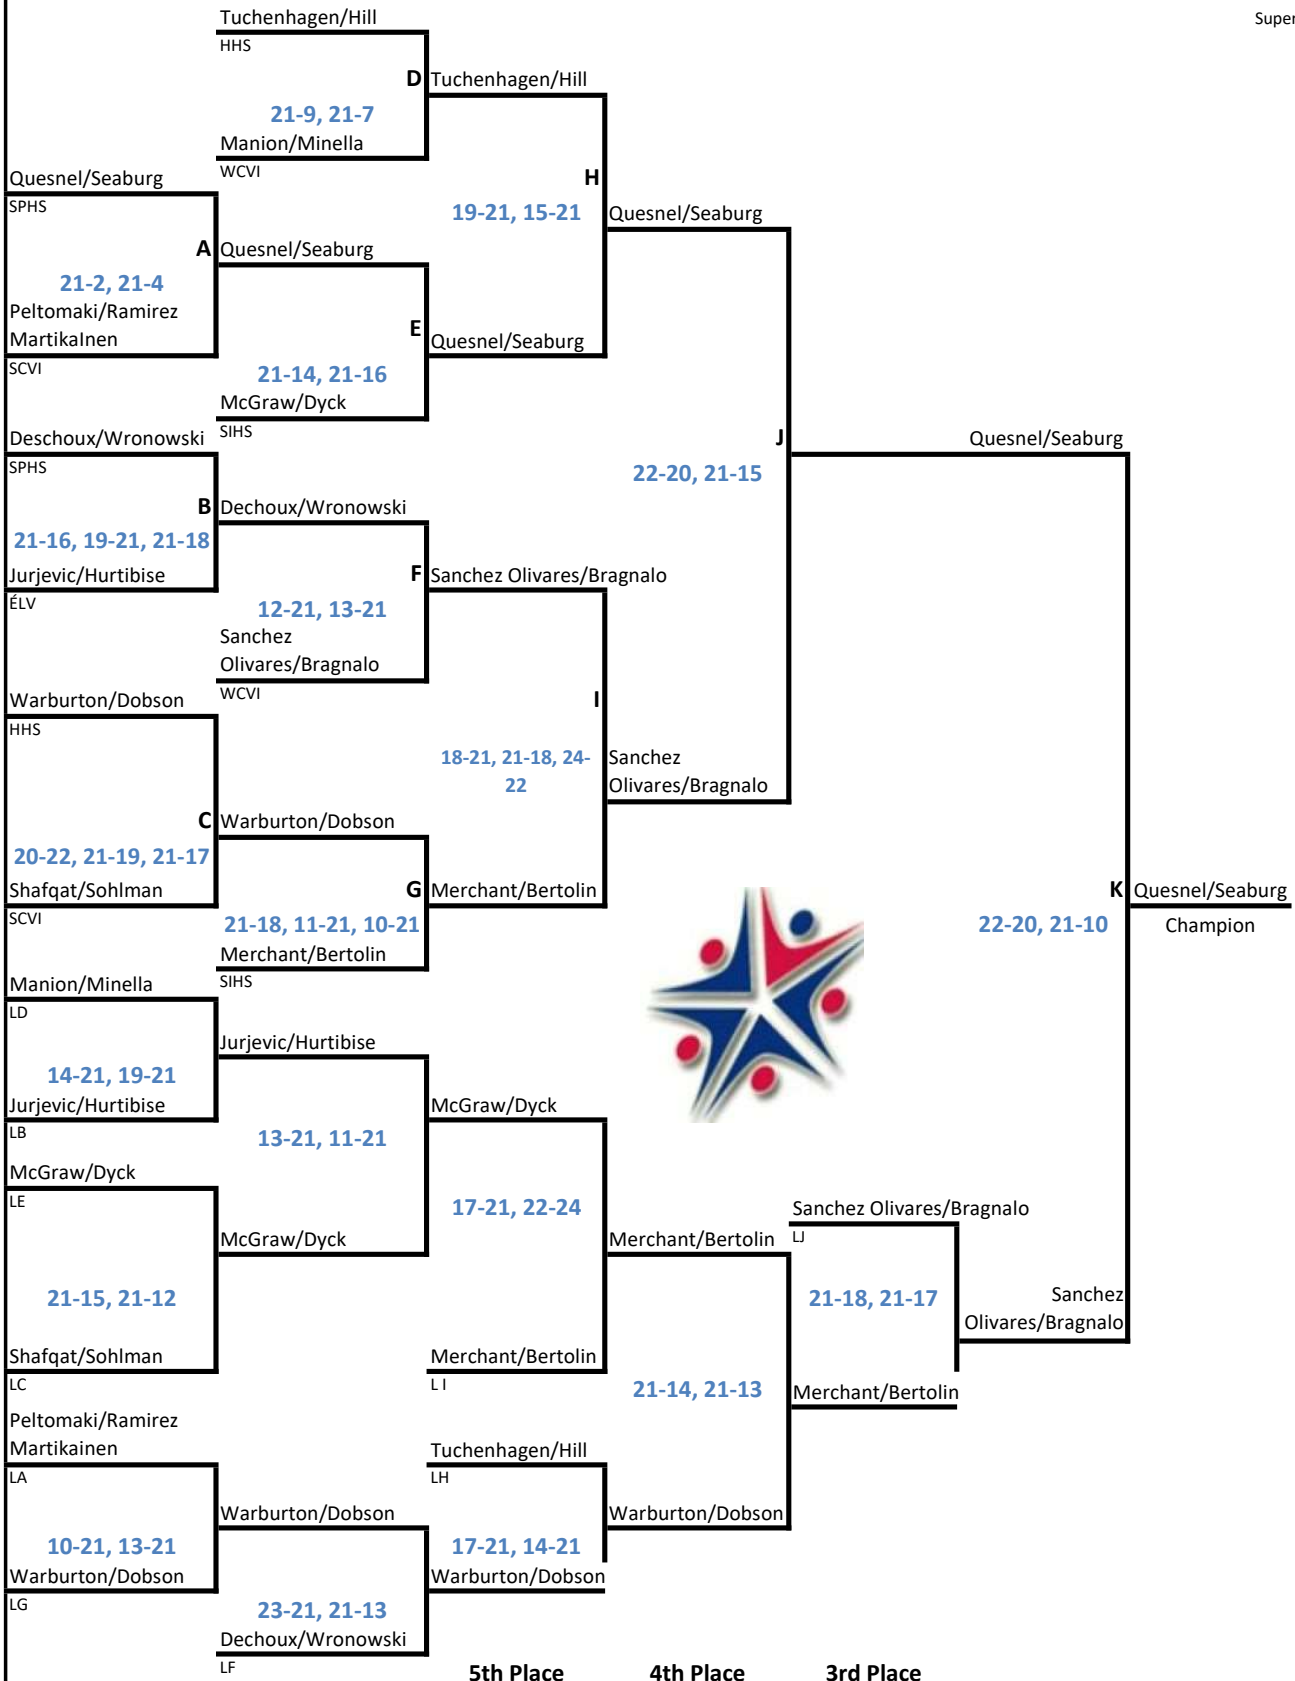 Tuchenhagen/Hill
Super
HHS
D
Tuchenhagen/Hill
21-9, 21-7
Manion/Minella
WCVI
Quesnel/Seaburg
H
SPHS
19-21, 15-21
Quesnel/Seaburg
A
Quesnel/Seaburg
21-2, 21-4
Peltomaki/Ramirez
MartikaInen
E
Quesnel/Seaburg
SCVI
21-14, 21-16
McGraw/Dyck
SIHS
Deschoux/Wronowski
J
Quesnel/Seaburg
SPHS
22-20, 21-15
B
Dechoux/Wronowski
21-16, 19-21, 21-18
Jurjevic/Hurtibise
F
Sanchez Olivares/Bragnalo
ÉLV
12-21, 13-21
Sanchez
Olivares/Bragnalo
WCVI
Warburton/Dobson
I
HHS
18-21, 21-18, 24-
22
Sanchez
Olivares/Bragnalo
C
Warburton/Dobson
20-22, 21-19, 21-17
Shafqat/Sohlman
G
Merchant/Bertolin
K
Quesnel/Seaburg
SCVI
21-18, 11-21, 10-21
22-20, 21-10
Champion
Merchant/Bertolin
SIHS
Manion/Minella
LD
Jurjevic/Hurtibise
14-21, 19-21
Jurjevic/Hurtibise
McGraw/Dyck
LB
13-21, 11-21
McGraw/Dyck
LE
17-21, 22-24
Sanchez Olivares/Bragnalo
LJ
McGraw/Dyck
Merchant/Bertolin
21-15, 21-12
21-18, 21-17
Sanchez
Olivares/Bragnalo
Shafqat/Sohlman
Merchant/Bertolin
LC
L I
21-14, 21-13
Merchant/Bertolin
Peltomaki/Ramirez
Martikainen
Tuchenhagen/Hill
LA
LH
Warburton/Dobson
Warburton/Dobson
10-21, 13-21
17-21, 14-21
Warburton/Dobson
Warburton/Dobson
LG
23-21, 21-13
Dechoux/Wronowski
LF
5th Place
4th Place
3rd Place